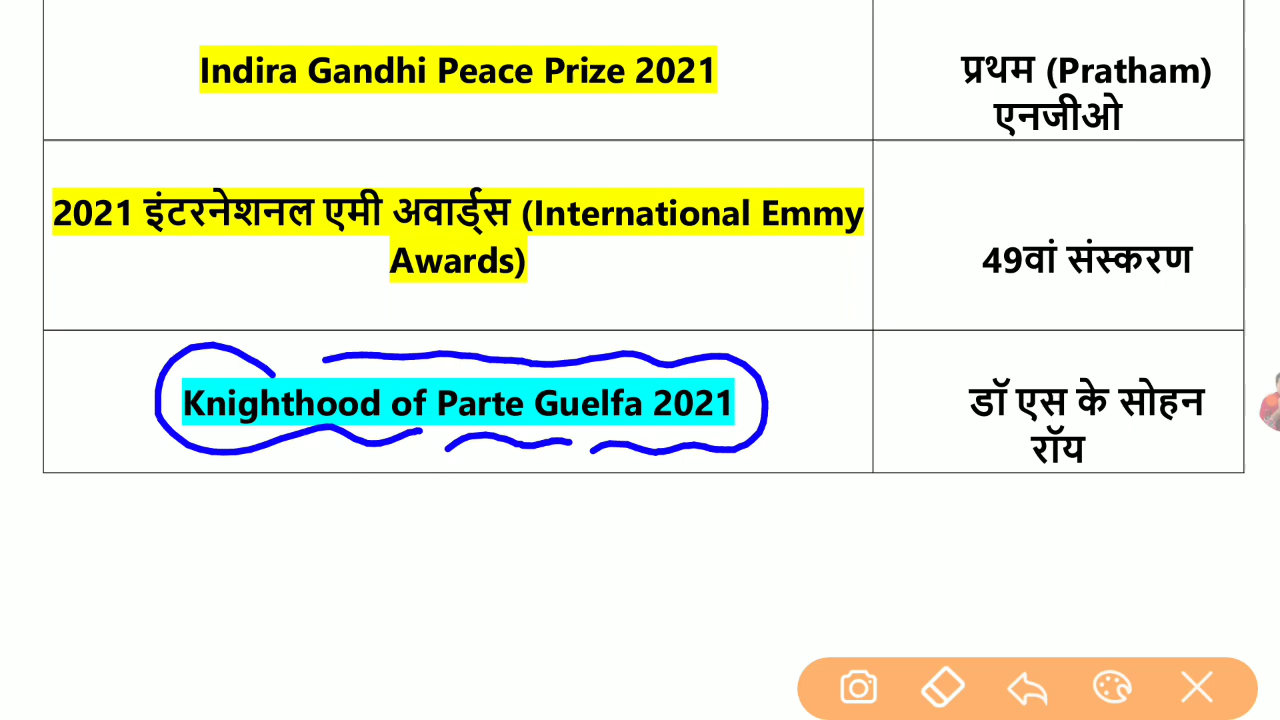 Indira Gandhi Peace Prize 2021
प्रथम (Pratham)
एनजीओ
2021 इंटरनेशनल एमी अवार्ड्स (International Emmy
Awards)
49वां संस्करण
Knighthood of Parte Guelfa 2021
डॉ एस के सोहन
रॉय